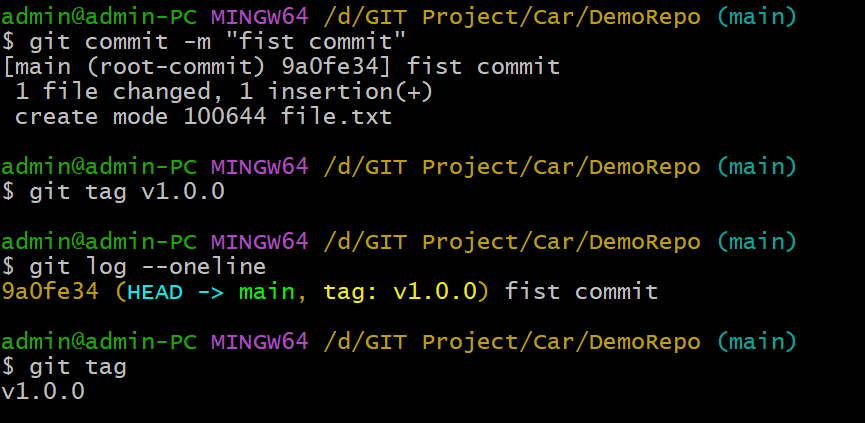 admin@admin-PC MINGW64 /d/GIT Project/Car/DemoRepo (main)
$ git commit -m "fist commit"
[main (root-commit) 9a0fe34] fist commit
 1 file changed, 1 insertion(+)
 create mode 100644 file.txt

admin@admin-PC MINGW64 /d/GIT Project/Car/DemoRepo (main)
$ git tag v1.0.0

admin@admin-PC MINGW64 /d/GIT Project/Car/DemoRepo (main)
$ git log --oneline
9a0fe34 (HEAD -> main, tag: v1.0.0) fist commit

admin@admin-PC MINGW64 /d/GIT Project/Car/DemoRepo (main)
$ git tag
v1.0.0